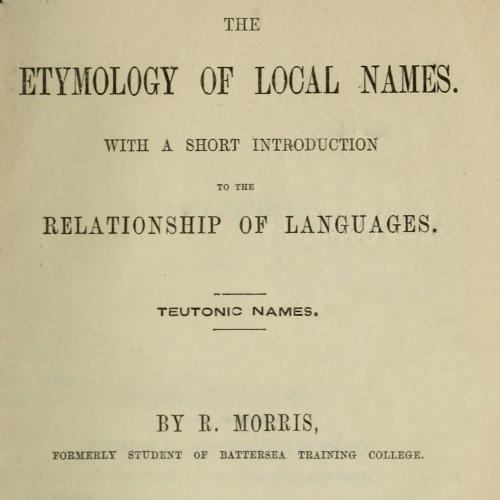 THE
ETYMOLOGY OF LOCAL NAMES.
WITH A SHORT INTRODUCTION
TO THE
RELATIONSHIP OF LANGUAGES.
TEUTONIC NAMES.
BY R. MORRIS,
FORMERLY STUDENT OF BATTERSEA TRAINING COLLEGE.